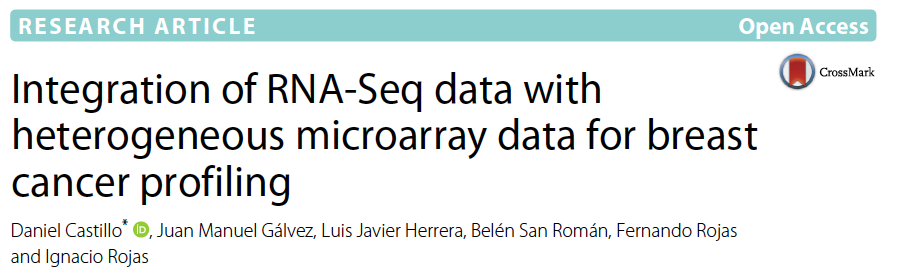 RESEARCH ARTICLE Open Access
Integration of RNA-Seq data with
CrossMark
heterogeneous microarray data for breast
cancer profiling
Daniel Castillo* iD, Juan Manuel Gálvez, Luis Javier Herrera, Belén San Román, Fernando Rojas
and Ignacio Rojas